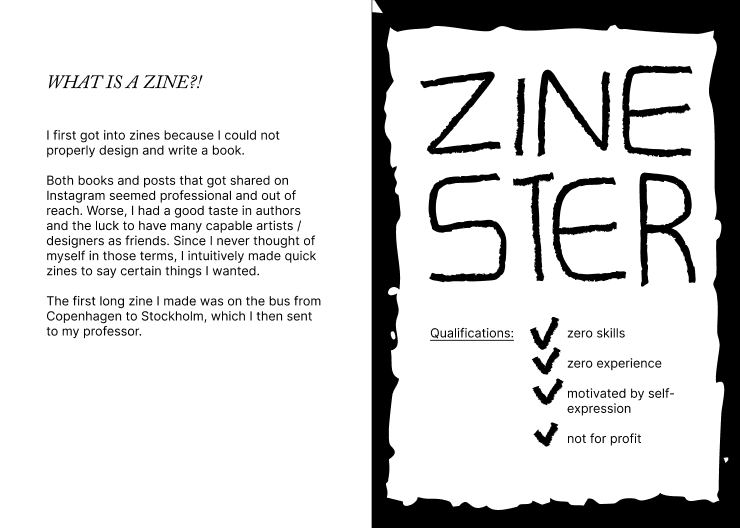 WHAT IS A ZINE?!
I first got into zines because I could not
properly design and write a book.
Both books and posts that got shared on
Instagram seemed professional and out of
reach. Worse, I had a good taste in authors
and the luck to have many capable artists /
designers as friends. Since I never thought of
myself in those terms, I intuitively made quick
zines to say certain things I wanted.
The first long zine I made was on the bus from
Copenhagen to Stockholm, which I then sent
to my professor.
ZINE
STER
Qualifications:
zero skills
zero experience
motivated by self-
expression
not for profit